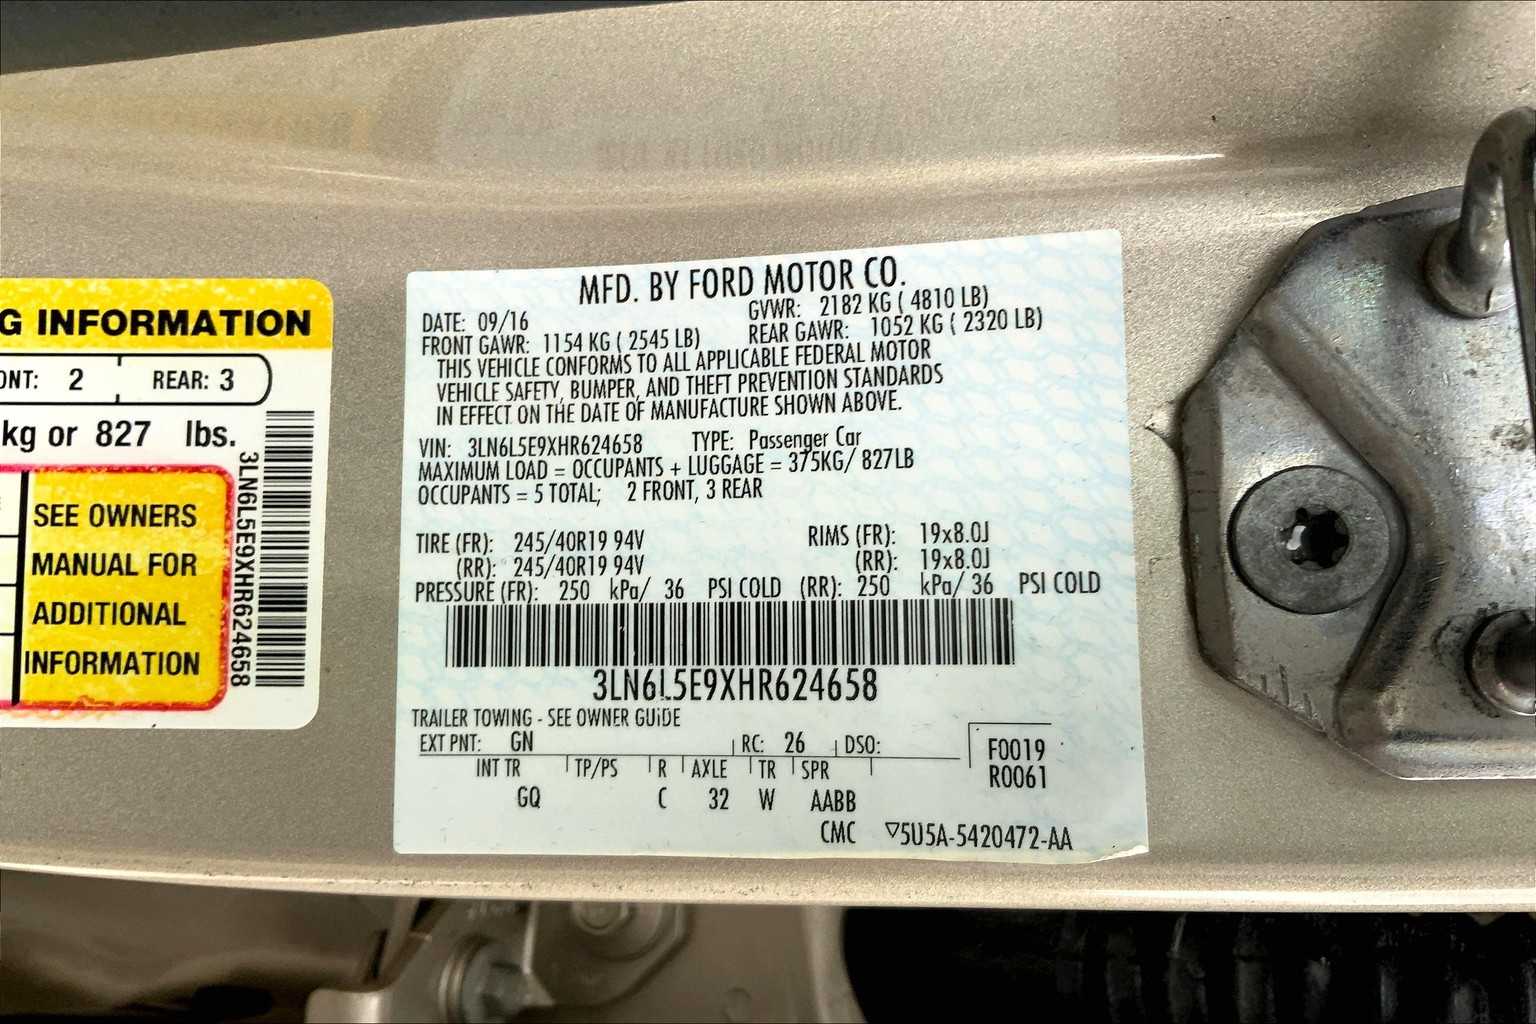 G INFORMATION
ONT: 2 REAR: 3
kg or 827 lbs.
SEE OWNERS
MANUAL FOR
ADDITIONAL
INFORMATION
3LN6L5E9XHR624658
MFD. BY FORD MOTOR CO.
DATE: 09/16 GVWR: 2182 KG ( 4810 LB)
FRONT GAWR: 1154 KG ( 2545 LB) REAR GAWR: 1052 KG ( 2320 LB)
THIS VEHICLE CONFORMS TO ALL APPLICABLE FEDERAL MOTOR
VEHICLE SAFETY, BUMPER, AND THEFT PREVENTION STANDARDS
IN EFFECT ON THE DATE OF MANUFACTURE SHOWN ABOVE.
VIN: 3LN6L5E9XHR624658 TYPE: Passenger Car
MAXIMUM LOAD = OCCUPANTS + LUGGAGE = 375KG/ 827LB
OCCUPANTS = 5 TOTAL; 2 FRONT, 3 REAR
TIRE (FR): 245/40R19 94V RIMS (FR): 19x8.0J
(RR): 245/40R19 94V (RR): 19x8.0J
PRESSURE (FR): 250 kPa/ 36 PSI COLD (RR): 250 kPa/ 36 PSI COLD
3LN6L5E9XHR624658
TRAILER TOWING - SEE OWNER GUIDE
EXT PNT: GN RC: 26 DSO: F0019
INT TR TP/PS R AXLE TR SPR R0061
GQ C 32 W AABB
CMC ▽5U5A-5420472-AA